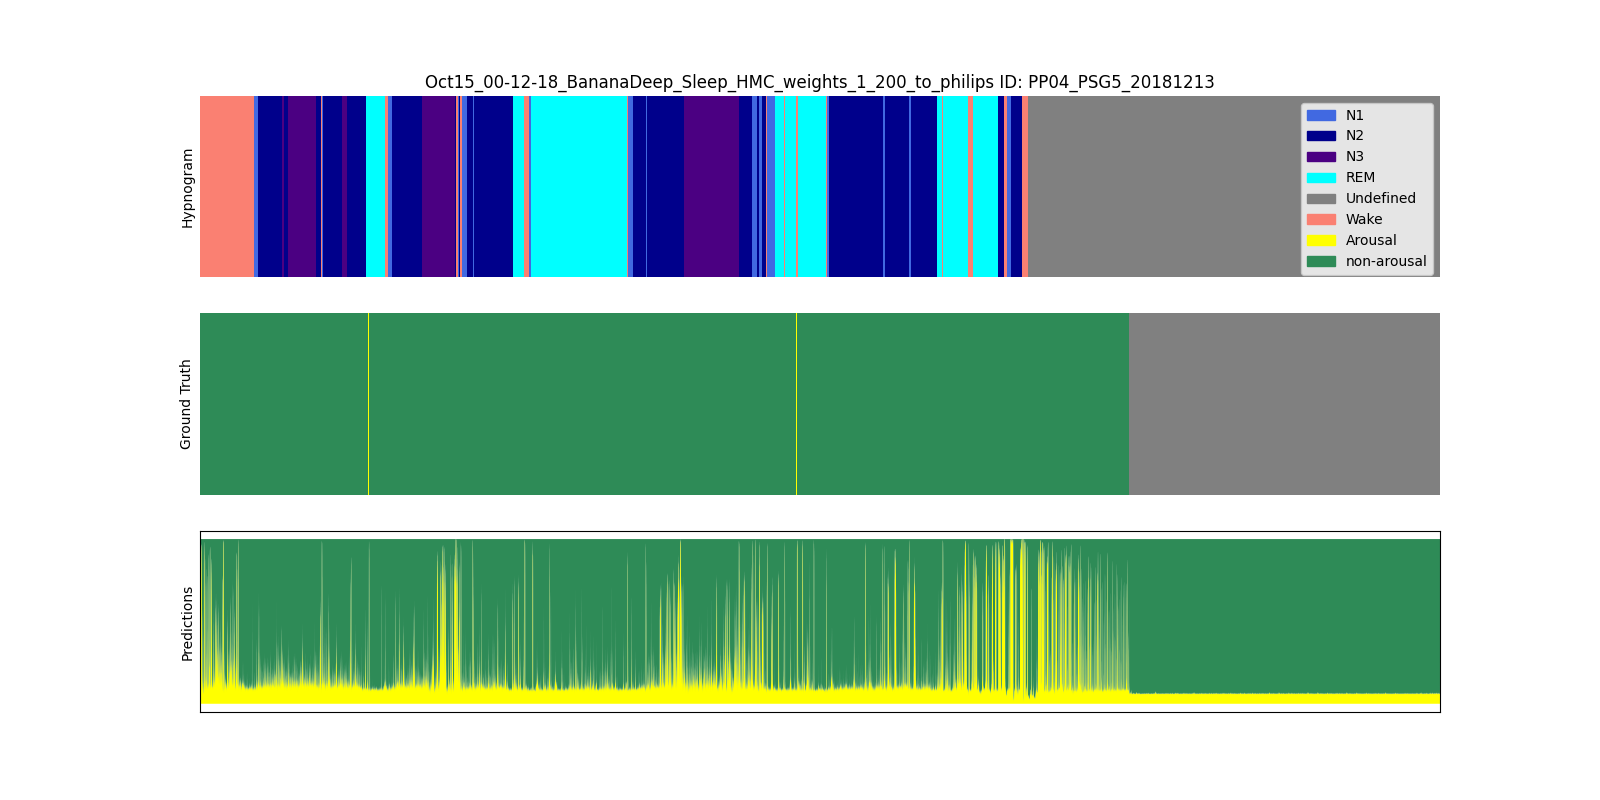 Oct15_00-12-18_BananaDeep_Sleep_HMC_weights_1_200_to_philips ID: PP04_PSG5_20181213
Hypnogram
N1
N2
N3
REM
Undefined
Wake
Arousal
non-arousal
Ground Truth
Predictions